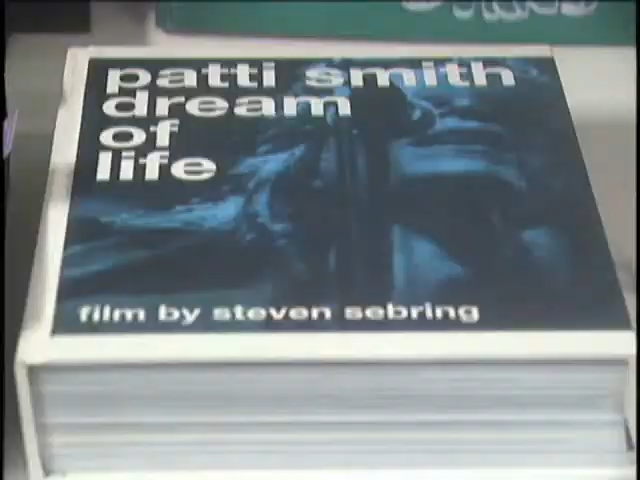 patti smith
dream
of
life
film by steven sebring